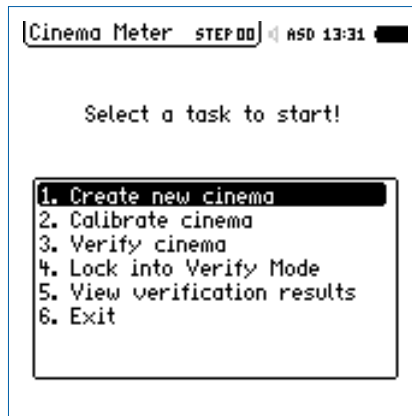 Cinema Meter STEP 00 ASD 13:31
Select a task to start!
1. Create new cinema
2. Calibrate cinema
3. Verify cinema
4. Lock into Verify Mode
5. View verification results
6. Exit